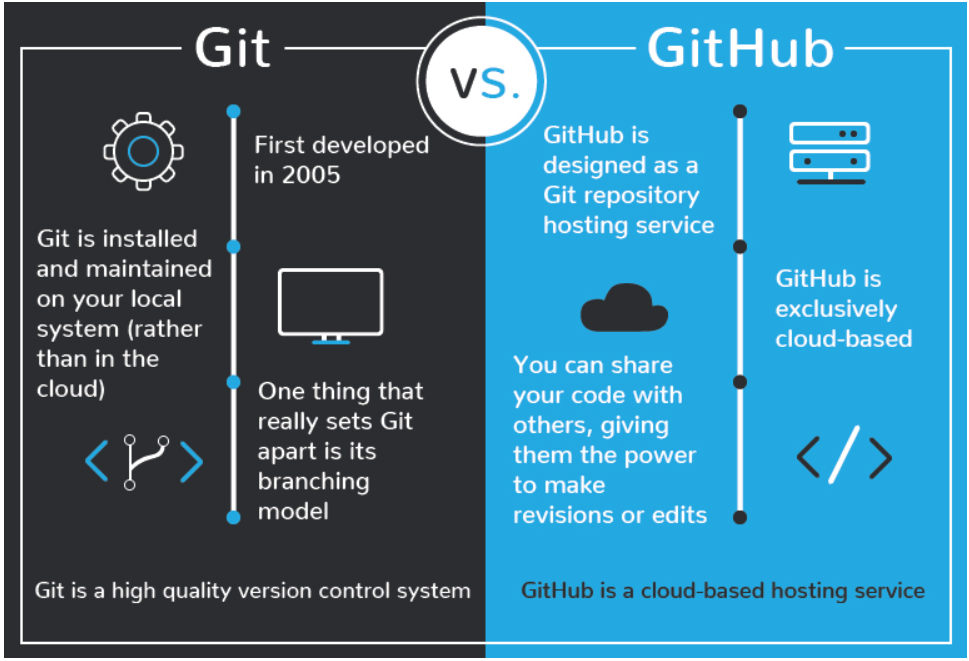 Git
vs.
GitHub
First developed
in 2005
Git is installed
and maintained
on your local
system (rather
than in the
cloud)
One thing that
really sets Git
apart is its
branching
model
Git is a high quality version control system
GitHub is
designed as a
Git repository
hosting service
GitHub is
exclusively
cloud-based
You can share
your code with
others, giving
them the power
to make
revisions or edits
GitHub is a cloud-based hosting service